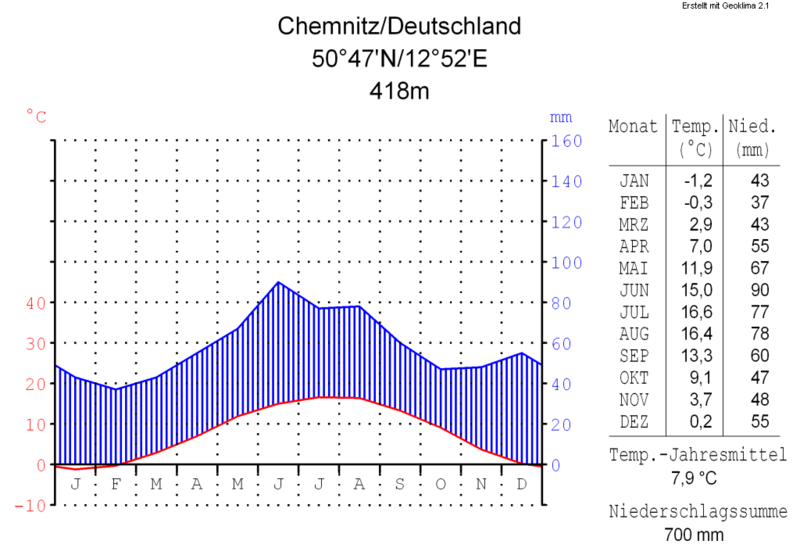 Erstellt mit Geoklima 2.1
Chemnitz/Deutschland
50°47'N/12°52'E
418m
°C mm
160
140
120
100
40 80
30 60
20 40
10 20
0 0
J F M A M J J A S O N D
-10
Monat Temp. Nied.
(°C) (mm)
JAN -1,2 43
FEB -0,3 37
MRZ 2,9 43
APR 7,0 55
MAI 11,9 67
JUN 15,0 90
JUL 16,6 77
AUG 16,4 78
SEP 13,3 60
OKT 9,1 47
NOV 3,7 48
DEZ 0,2 55
Temp.-Jahresmittel
7,9 °C
Niederschlagssumme
700 mm